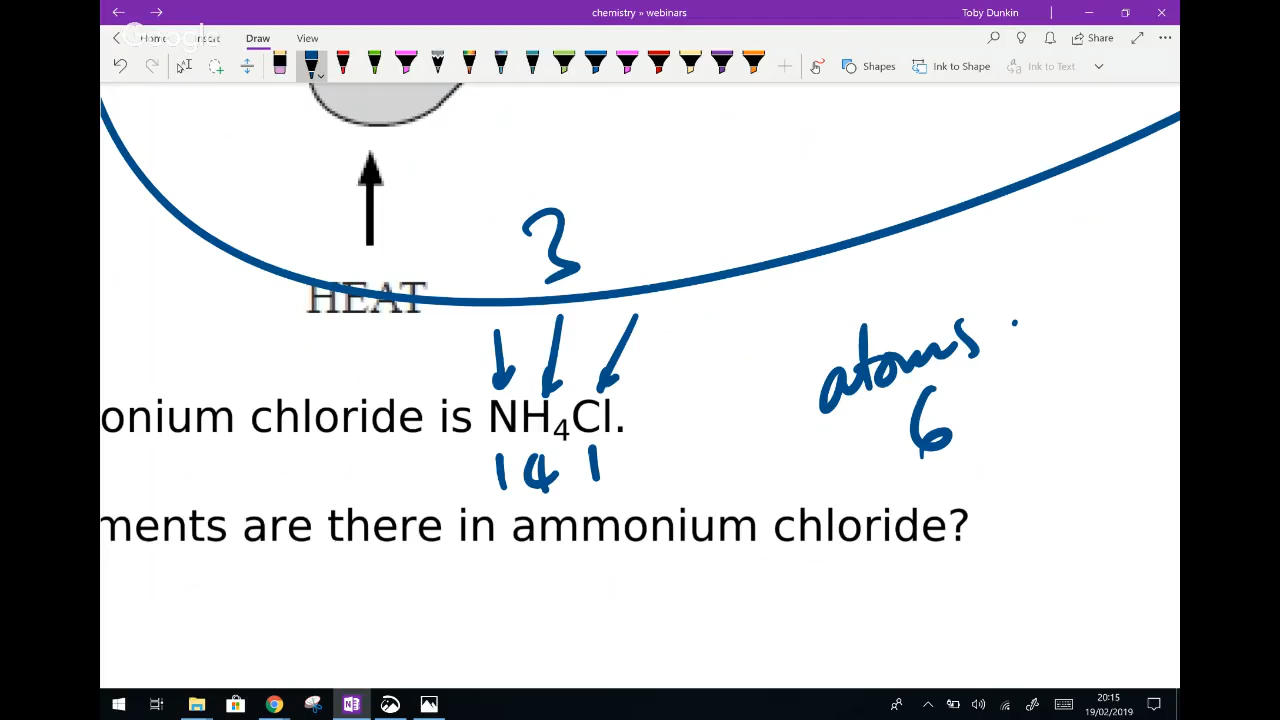 chemistry » webinars
Toby Dunkin
Google
Home Insert Draw View
Share
Shapes Ink to Shape Ink to Text
3
HEAT
atoms .
6
onium chloride is NH₄Cl.
1 4 1
ments are there in ammonium chloride?
20:15
19/02/2019